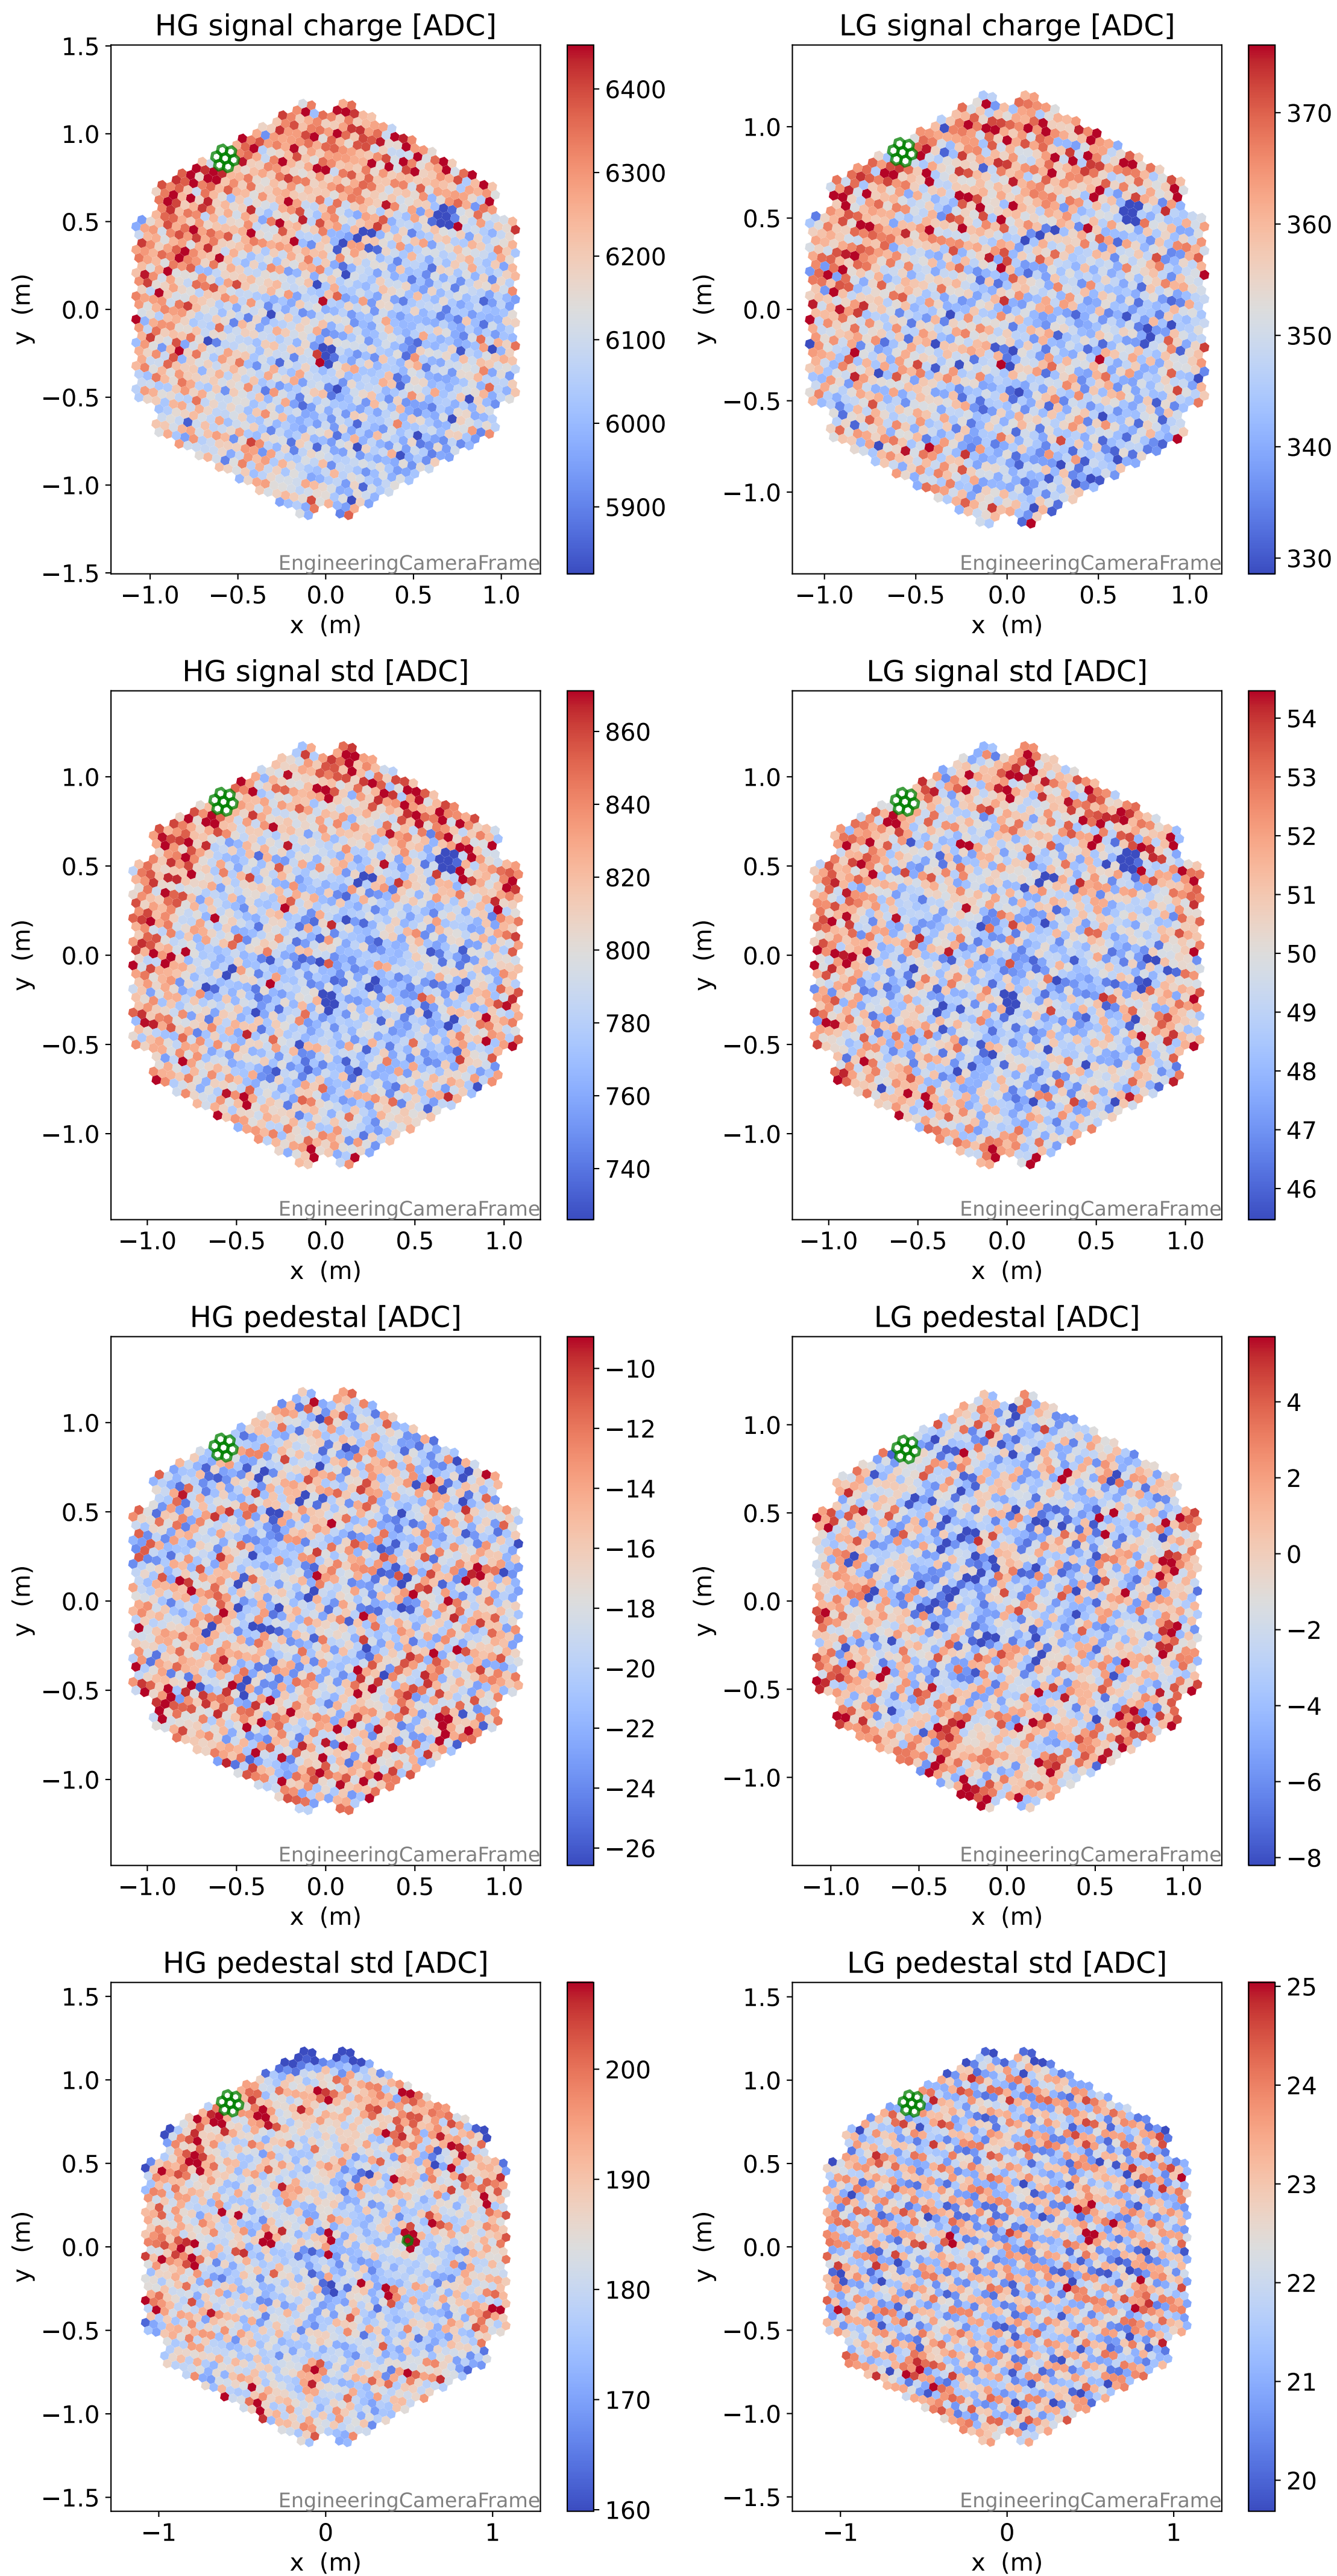 HG signal charge [ADC]
1.5
1.0
0.5
0.0
−0.5
−1.0
−1.5
y (m)
−1.0 −0.5 0.0 0.5 1.0
x (m)
EngineeringCameraFrame
6400
6300
6200
6100
6000
5900
LG signal charge [ADC]
1.0
0.5
0.0
−0.5
−1.0
y (m)
−1.0 −0.5 0.0 0.5 1.0
x (m)
EngineeringCameraFrame
370
360
350
340
330
HG signal std [ADC]
1.0
0.5
0.0
−0.5
−1.0
y (m)
−1.0 −0.5 0.0 0.5 1.0
x (m)
EngineeringCameraFrame
860
840
820
800
780
760
740
LG signal std [ADC]
1.0
0.5
0.0
−0.5
−1.0
y (m)
−1.0 −0.5 0.0 0.5 1.0
x (m)
EngineeringCameraFrame
54
53
52
51
50
49
48
47
46
HG pedestal [ADC]
1.0
0.5
0.0
−0.5
−1.0
y (m)
−1.0 −0.5 0.0 0.5 1.0
x (m)
EngineeringCameraFrame
−10
−12
−14
−16
−18
−20
−22
−24
−26
LG pedestal [ADC]
1.0
0.5
0.0
−0.5
−1.0
y (m)
−1.0 −0.5 0.0 0.5 1.0
x (m)
EngineeringCameraFrame
4
2
0
−2
−4
−6
−8
HG pedestal std [ADC]
1.5
1.0
0.5
0.0
−0.5
−1.0
−1.5
y (m)
−1 0 1
x (m)
EngineeringCameraFrame
200
190
180
170
160
LG pedestal std [ADC]
1.5
1.0
0.5
0.0
−0.5
−1.0
−1.5
y (m)
−1 0 1
x (m)
EngineeringCameraFrame
25
24
23
22
21
20